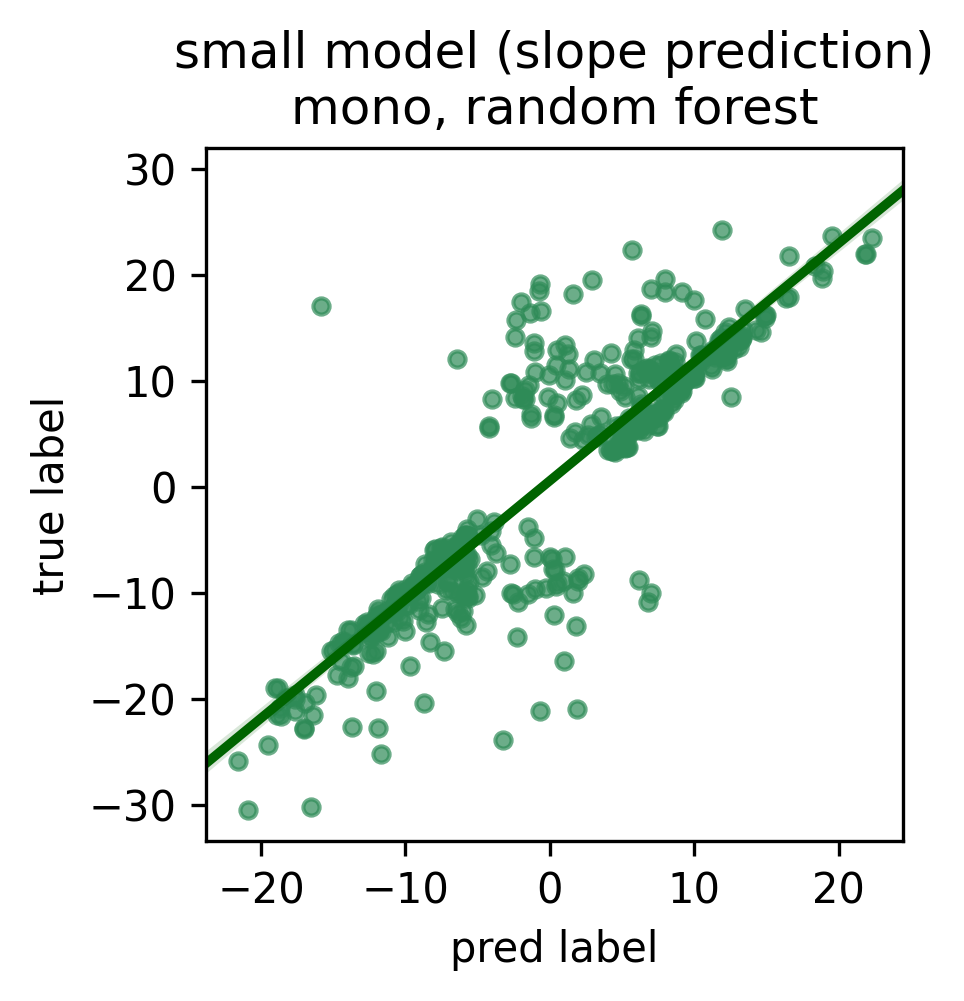 small model (slope prediction)
mono, random forest
30
20
10
0
−10
−20
−30
true label
−20 −10 0 10 20
pred label